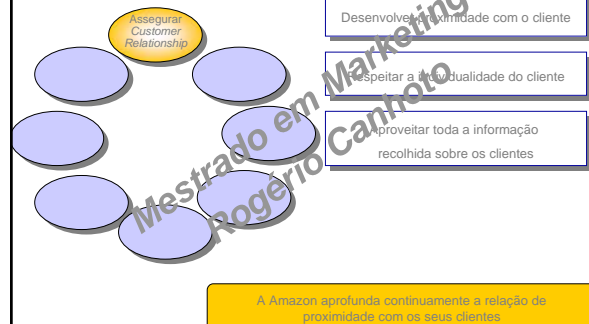 Assegurar
Customer
Relationship
Desenvolver proximidade com o cliente
Respeitar a individualidade do cliente
Aproveitar toda a informação
recolhida sobre os clientes
Mestrado em Marketing
Rogério Canhoto
A Amazon aprofunda continuamente a relação de
proximidade com os seus clientes